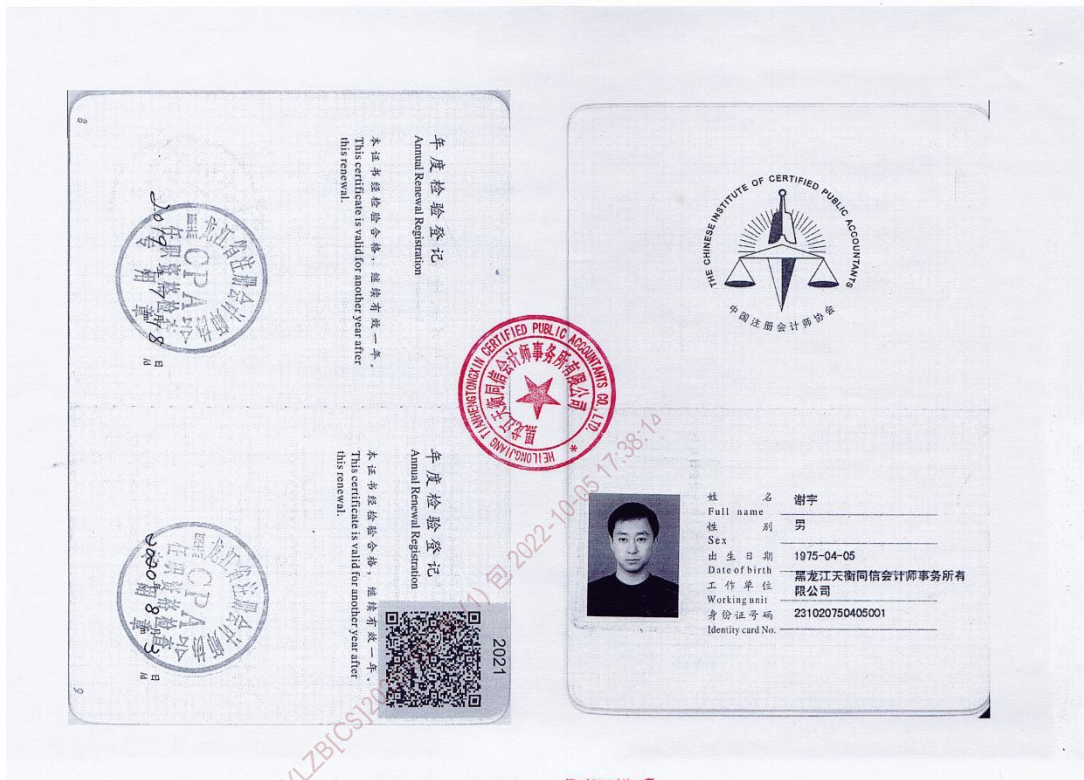 年度检验登记
Annual Renewal Registration
本证书经检验合格，继续有效一年。
This certificate is valid for another year after
this renewal.
CPA
日
/d
8
年度检验登记
Annual Renewal Registration
本证书经检验合格，继续有效一年。
This certificate is valid for another year after
this renewal.
CPA
日
/d
9
2021
HEILONGJIANG TIANHENGTONGXIN CERTIFIED PUBLIC ACCOUNTANTS CO., LTD.
黑龙江天衡同信会计师事务所有限公司
THE CHINESE INSTITUTE OF CERTIFIED PUBLIC ACCOUNTANTS
中国注册会计师协会
姓 名 谢宇
Full name
性 别 男
Sex
出生日期 1975-04-05
Date of birth
工作单位 黑龙江天衡同信会计师事务所有
限公司
Working unit
身份证号码 231020750405001
Identity card No.
包 2022-10-05 17:38:14